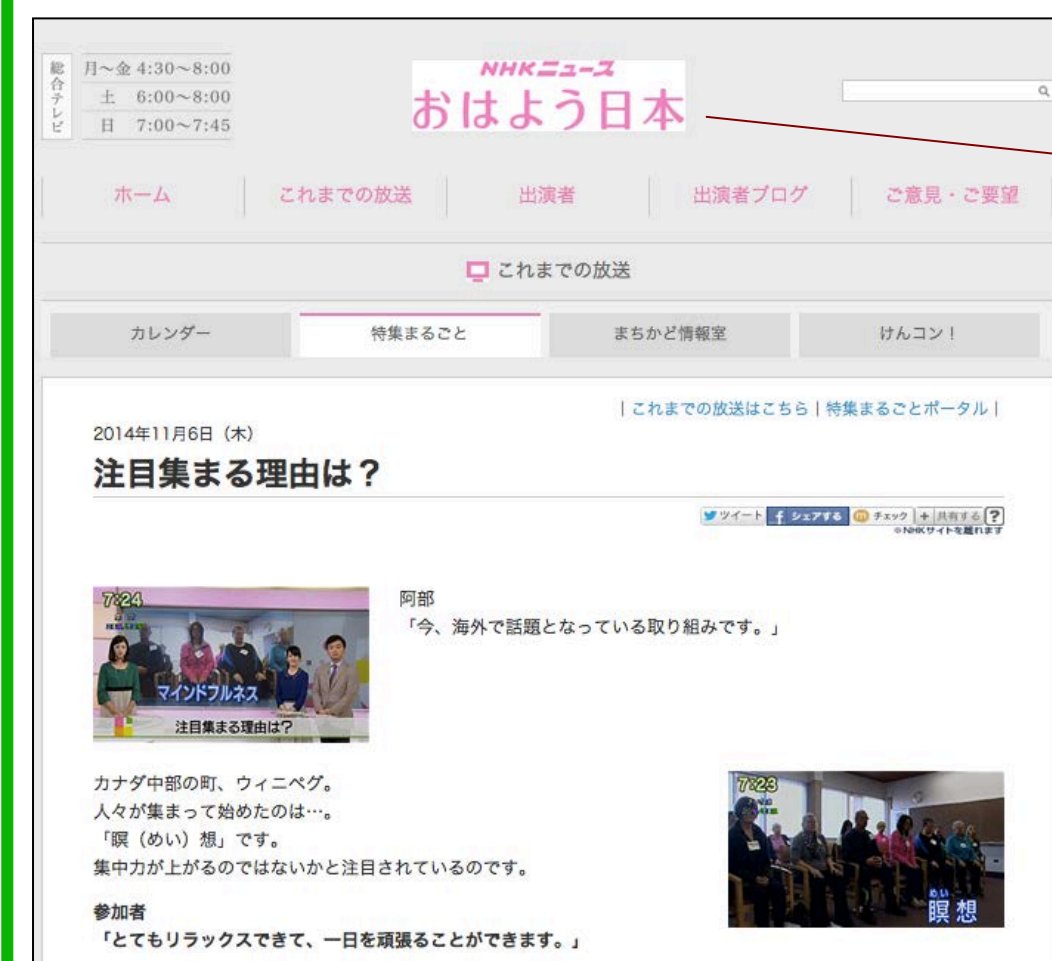 総合テレビ
月〜金 4:30〜8:00
土 6:00〜8:00
日 7:00〜7:45
NHKニュース
おはよう日本
ホーム
これまでの放送
出演者
出演者ブログ
ご意見・ご要望
これまでの放送
カレンダー
特集まるごと
まちかど情報室
けんコン！
｜これまでの放送はこちら｜特集まるごとポータル｜
2014年11月6日（木）
注目集まる理由は？
ツイート
f シェアする
m チェック
+ 共有する ?
※NHKサイトを離れます
7:24
マインドフルネス
注目集まる理由は?
阿部
「今、海外で話題となっている取り組みです。」
カナダ中部の町、ウィニペグ。
人々が集まって始めたのは…。
「瞑（めい）想」です。
集中力が上がるのではないかと注目されているのです。
7:23
めい
瞑想
参加者
「とてもリラックスできて、一日を頑張ることができます。」